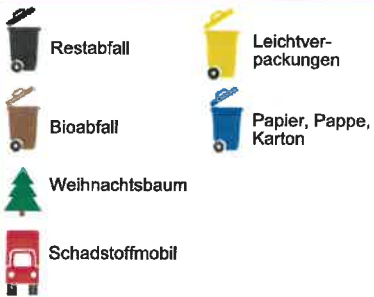 Restabfall
Bioabfall
Weihnachtsbaum
Schadstoffmobil
Leichtver-
packungen
Papier, Pappe,
Karton